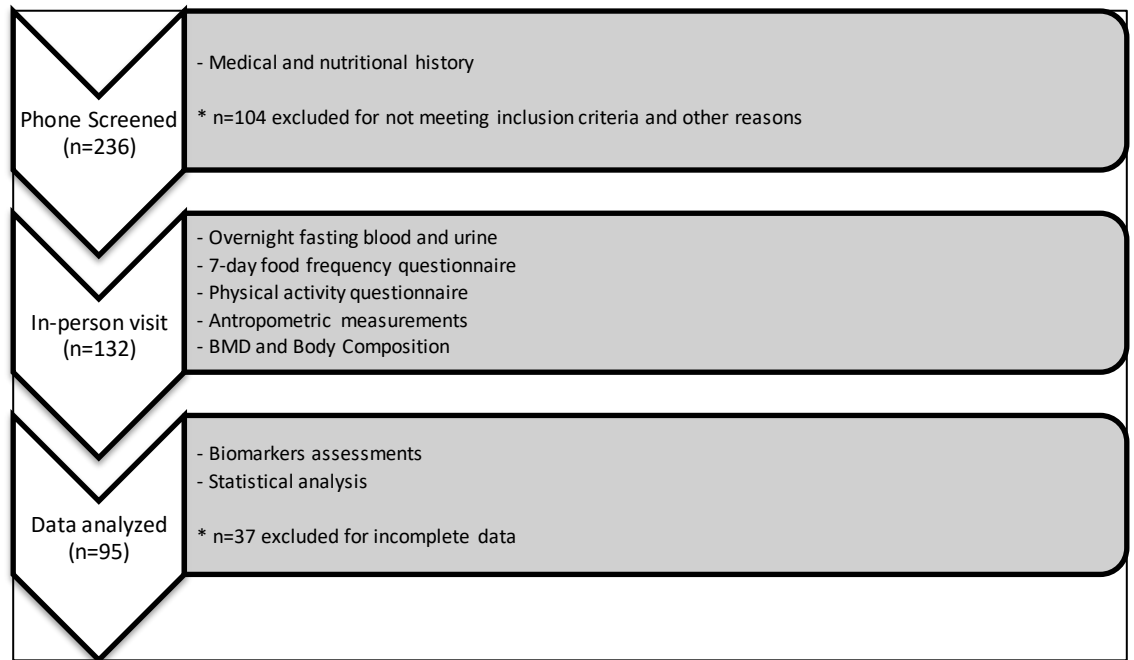 Phone Screened
(n=236)
- Medical and nutritional history
* n=104 excluded for not meeting inclusion criteria and other reasons
In-person visit
(n=132)
- Overnight fasting blood and urine
- 7-day food frequency questionnaire
- Physical activity questionnaire
- Antropometric measurements
- BMD and Body Composition
Data analyzed
(n=95)
- Biomarkers assessments
- Statistical analysis
* n=37 excluded for incomplete data